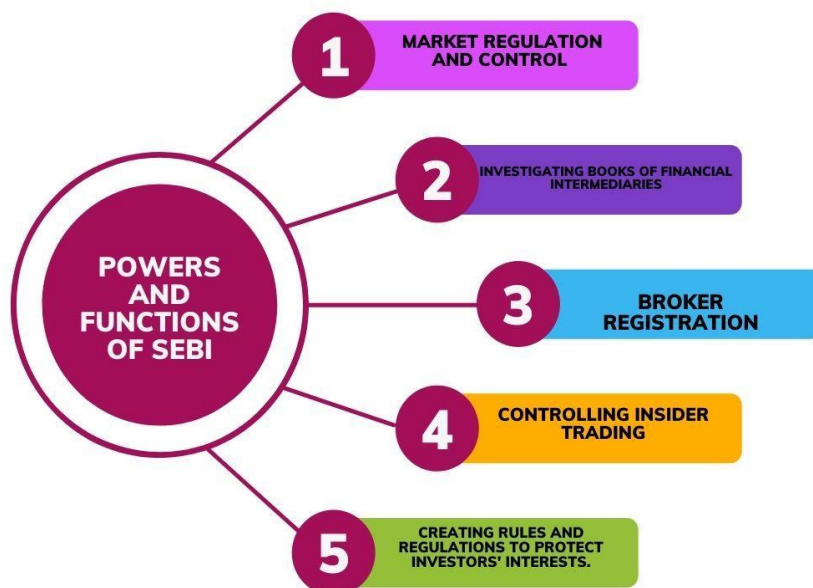 POWERS
AND
FUNCTIONS
OF SEBI
1
MARKET REGULATION
AND CONTROL
2
INVESTIGATING BOOKS OF FINANCIAL
INTERMEDIARIES
3
BROKER
REGISTRATION
4
CONTROLLING INSIDER
TRADING
5
CREATING RULES AND
REGULATIONS TO PROTECT
INVESTORS' INTERESTS.